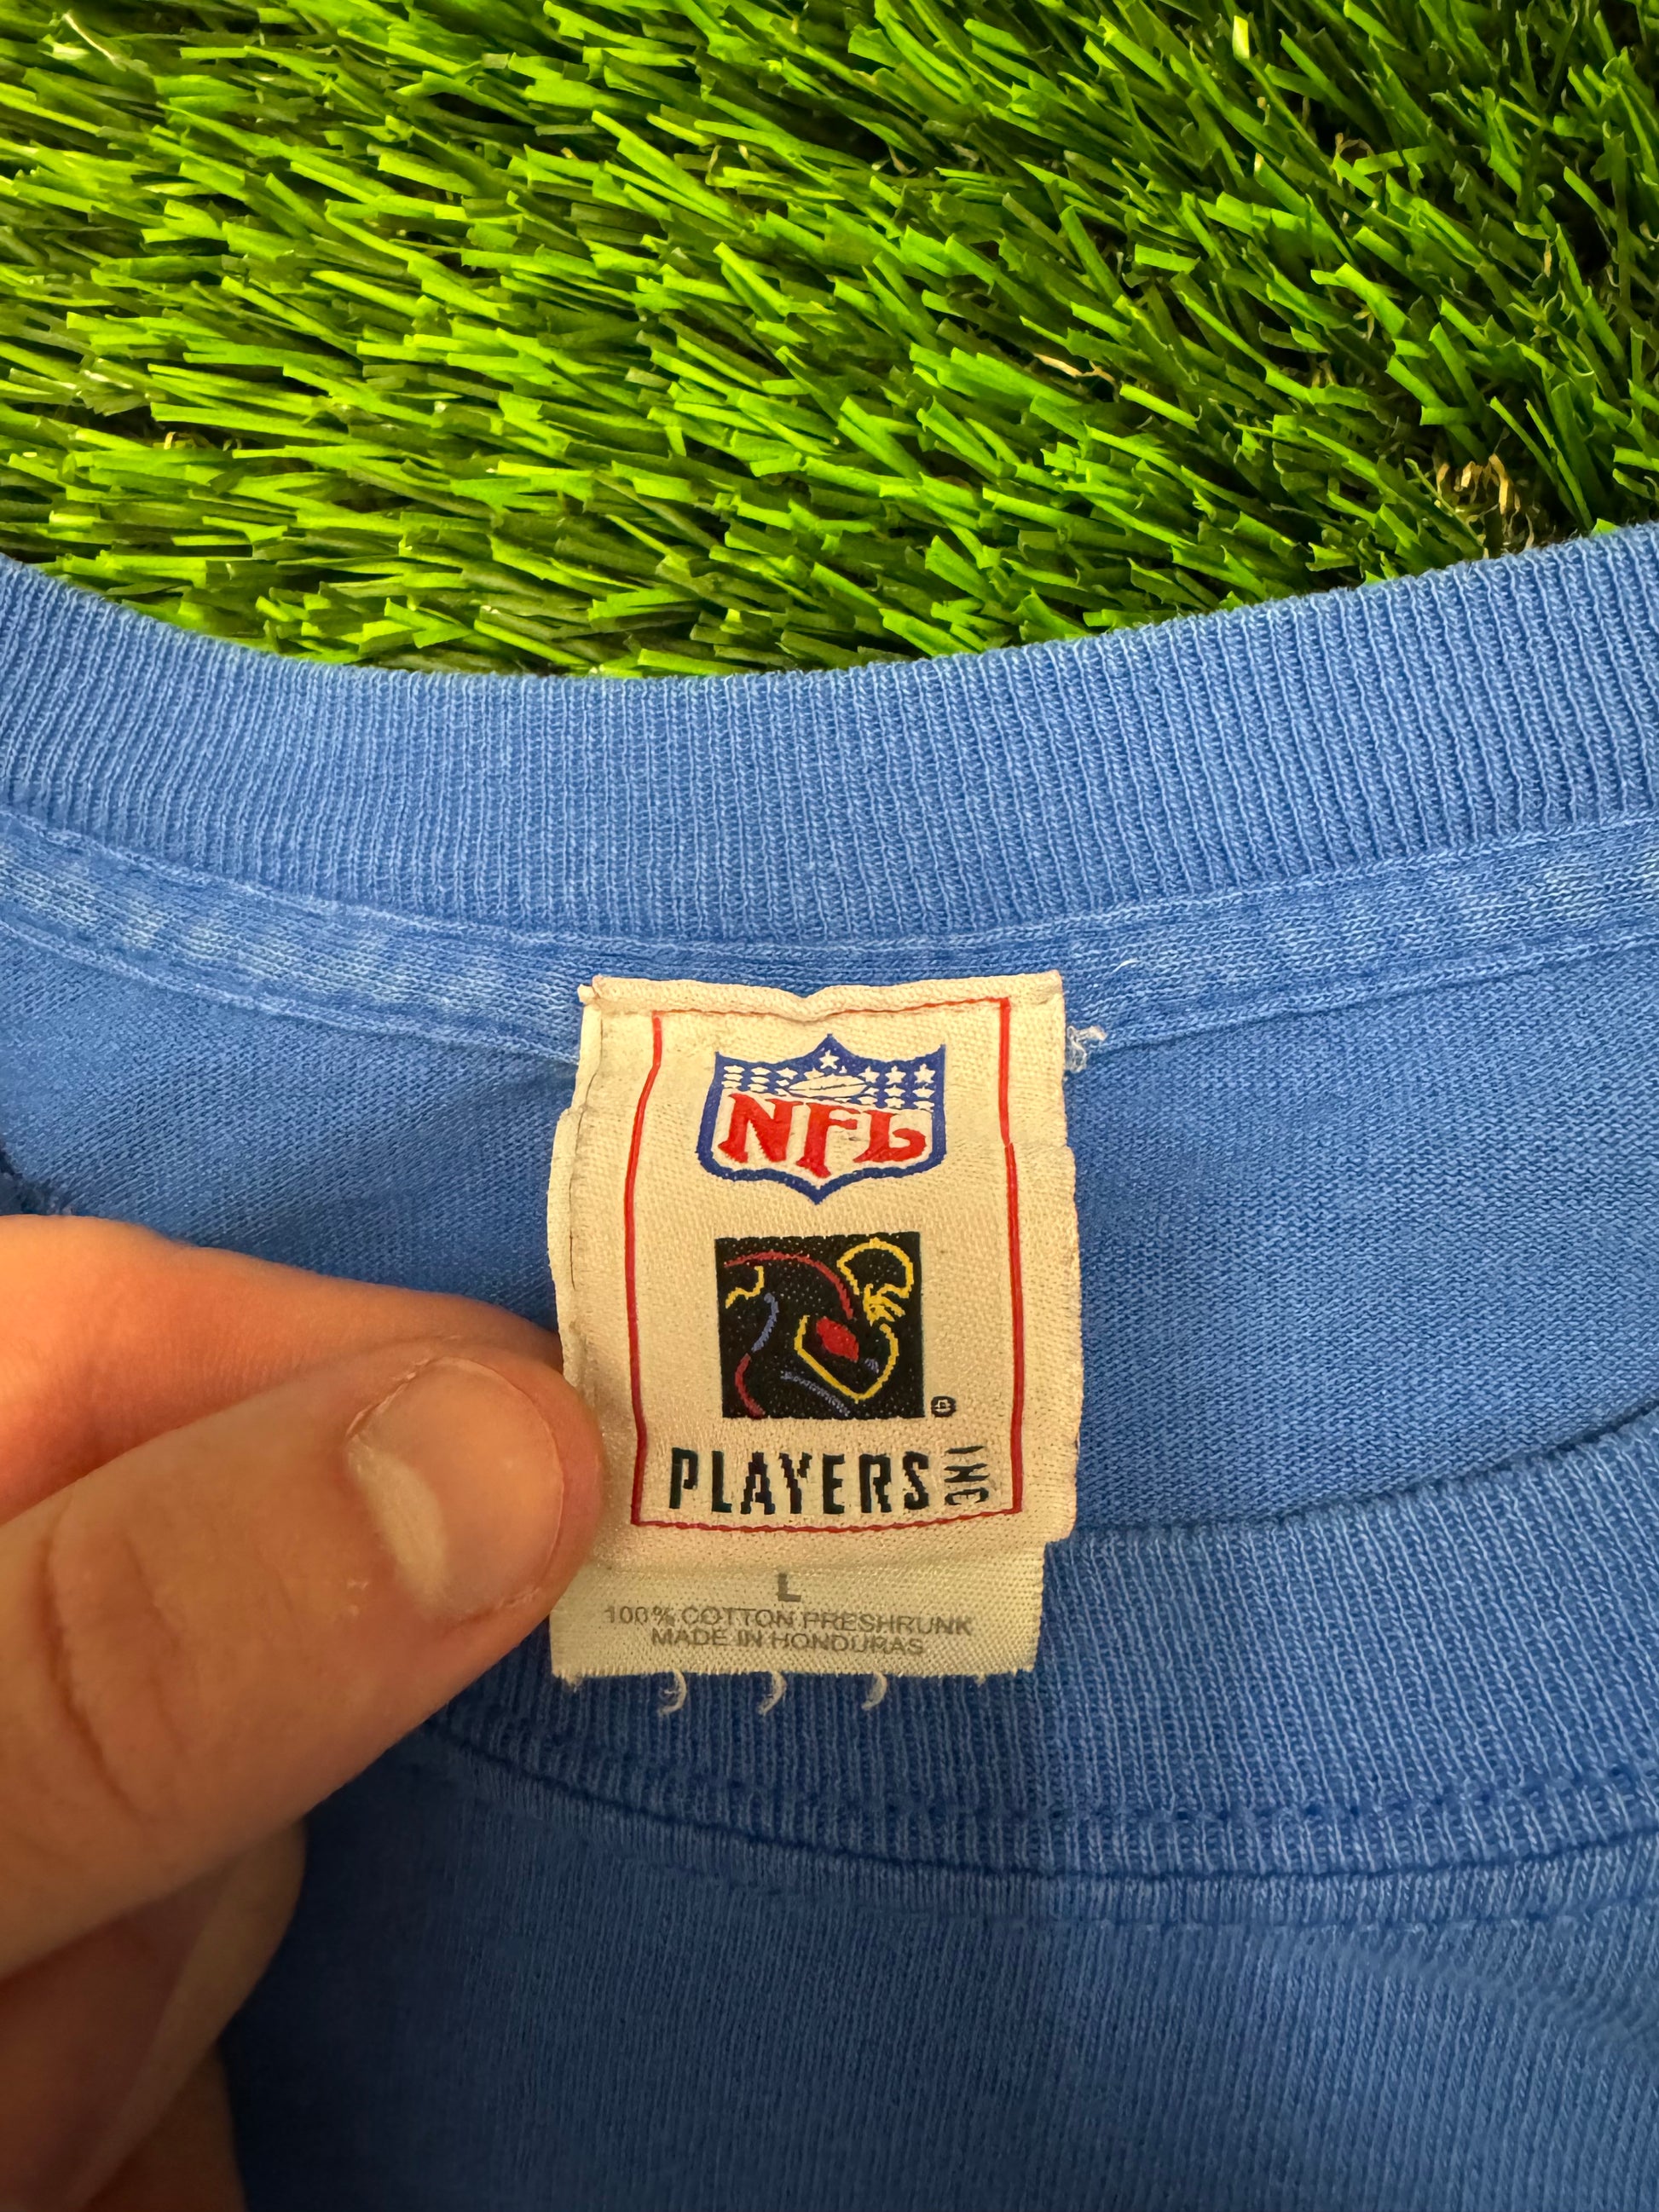 NFL
®
PLAYERS INC
L
100% COTTON PRESHRUNK
MADE IN HONDURAS